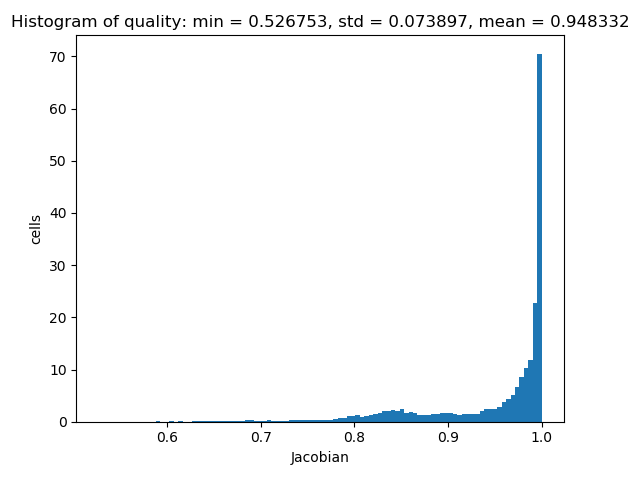 Histogram of quality: min = 0.526753, std = 0.073897, mean = 0.948332
70
60
50
40
30
20
10
0
cells
0.6 0.7 0.8 0.9 1.0
Jacobian